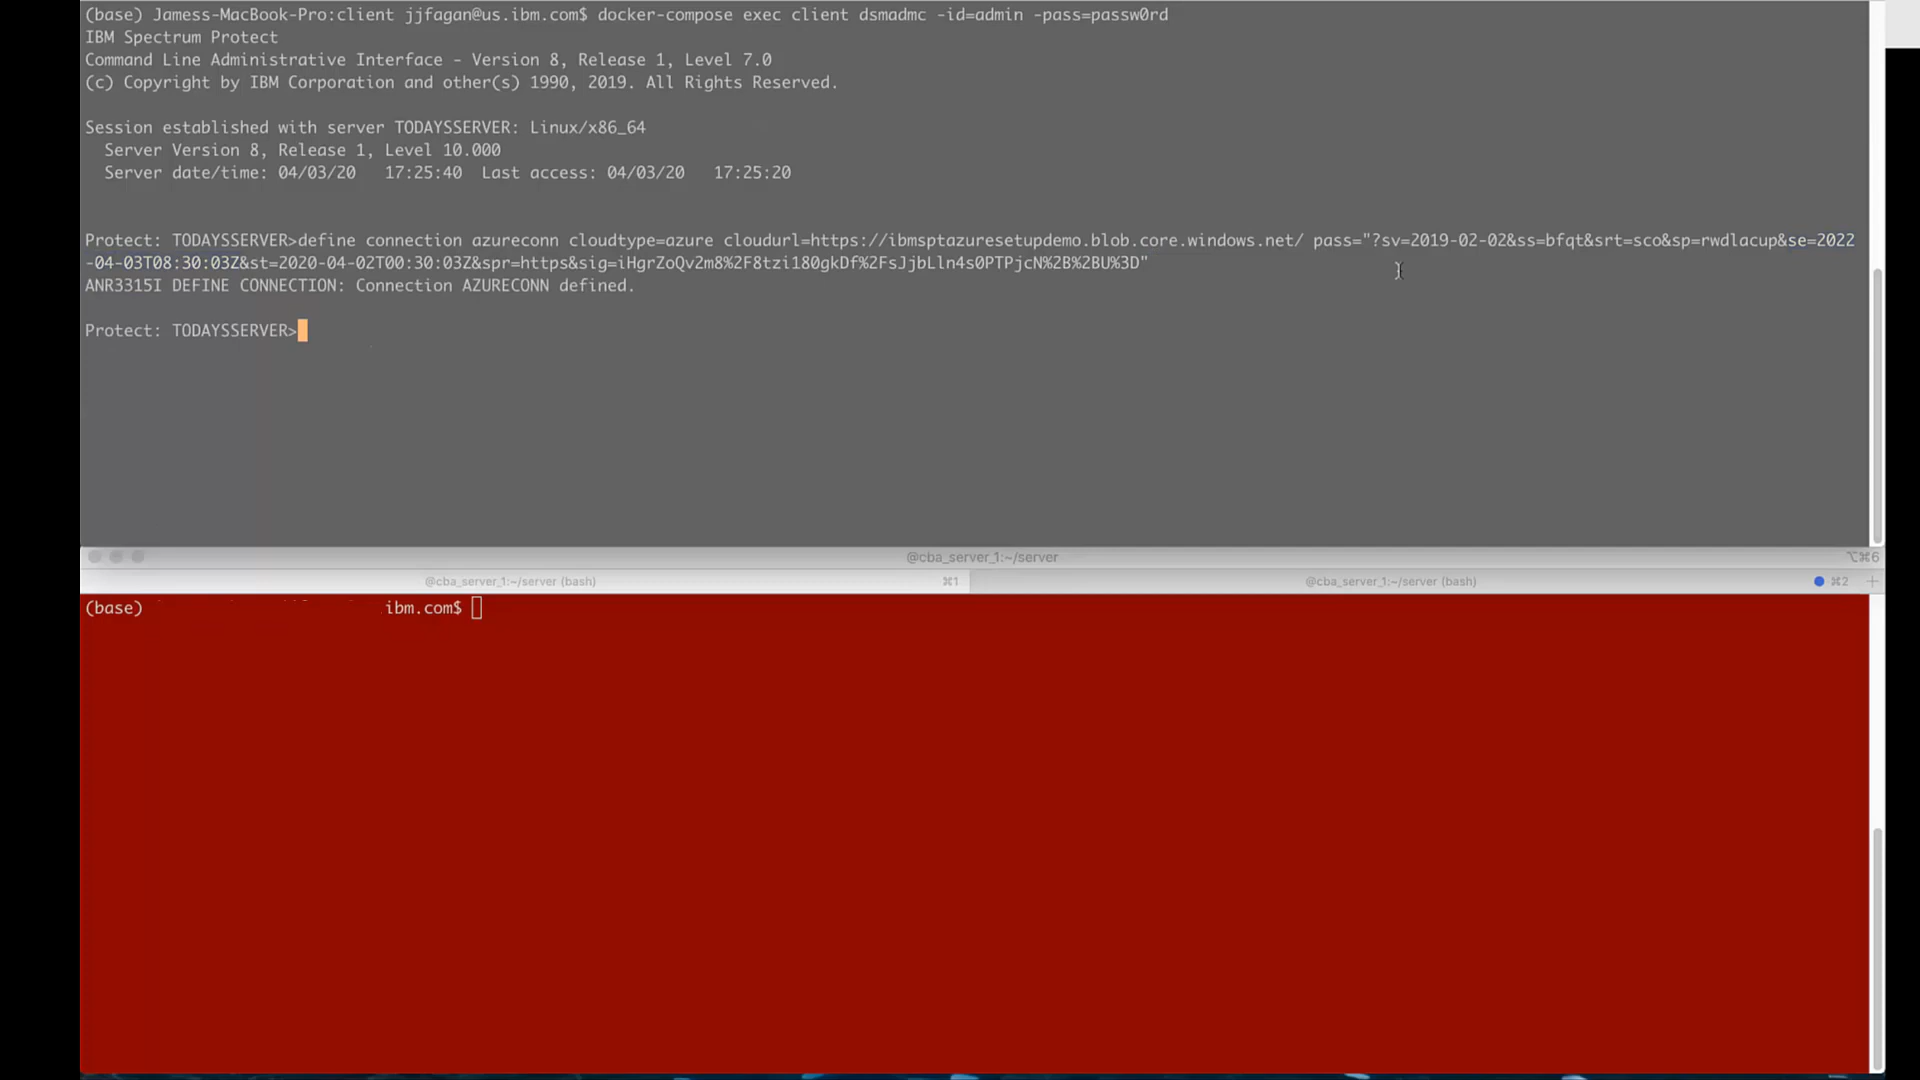 (base) Jamess-MacBook-Pro:client jjfagan@us.ibm.com$ docker-compose exec client dsmadmc -id=admin -pass=passw0rd
IBM Spectrum Protect
Command Line Administrative Interface - Version 8, Release 1, Level 7.0
(c) Copyright by IBM Corporation and other(s) 1990, 2019. All Rights Reserved.
Session established with server TODAYSSERVER: Linux/x86_64
Server Version 8, Release 1, Level 10.000
Server date/time: 04/03/20 17:25:40 Last access: 04/03/20 17:25:20
Protect: TODAYSSERVER>define connection azureconn cloudtype=azure cloudurl=https://ibmsptazuresetupdemo.blob.core.windows.net/ pass="?sv=2019-02-02&ss=bfqt&srt=sco&sp=rwdlacup&se=2022
-04-03T08:30:03Z&st=2020-04-02T00:30:03Z&spr=https&sig=iHgrZoQv2m8%2F8tzi180gkDf%2FsJjbLln4s0PTPjcN%2B%2BU%3D"
ANR3315I DEFINE CONNECTION: Connection AZURECONN defined.
Protect: TODAYSSERVER>
@cba_server_1:~/server
⌥⌘6
@cba_server_1:~/server (bash)
⌘1
@cba_server_1:~/server (bash)
⌘2
(base) ibm.com$